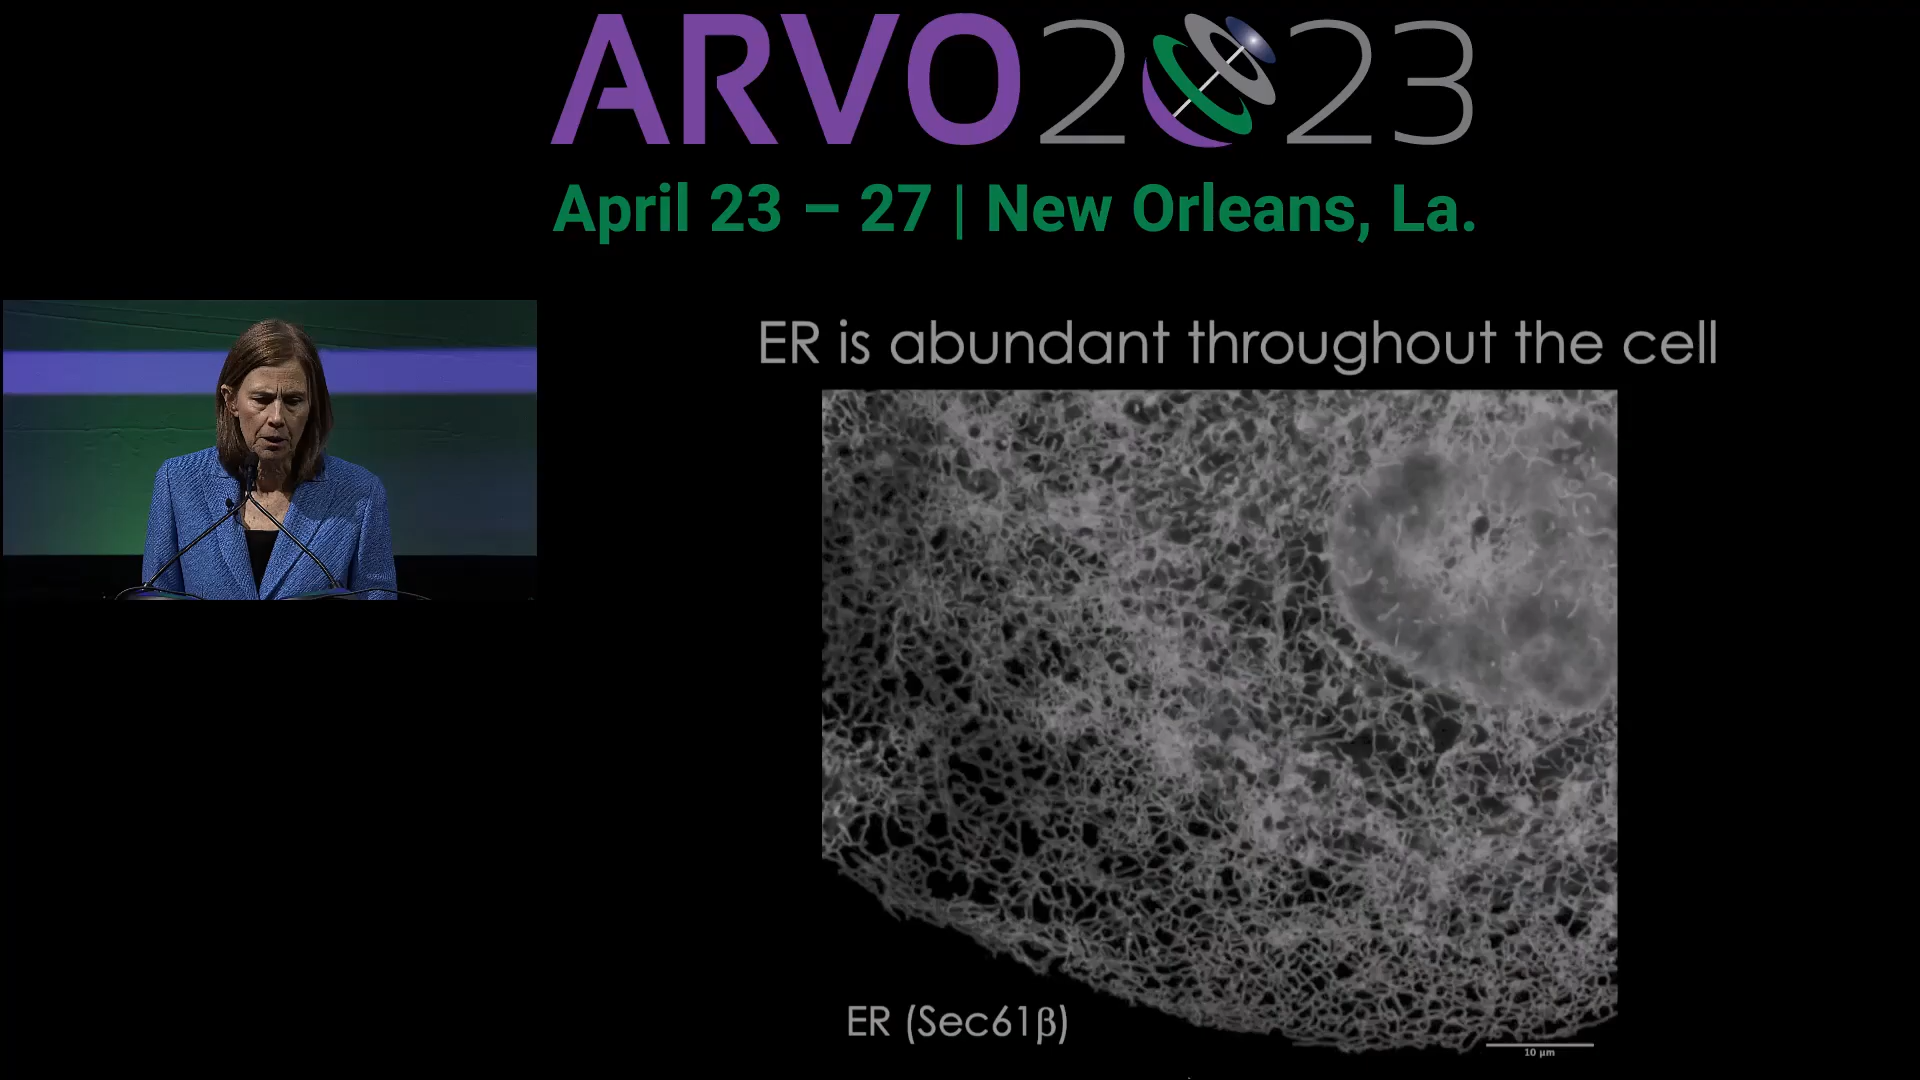 ARVO2023
April 23 – 27 | New Orleans, La.
ER is abundant throughout the cell
ER (Sec61β)
10 µm